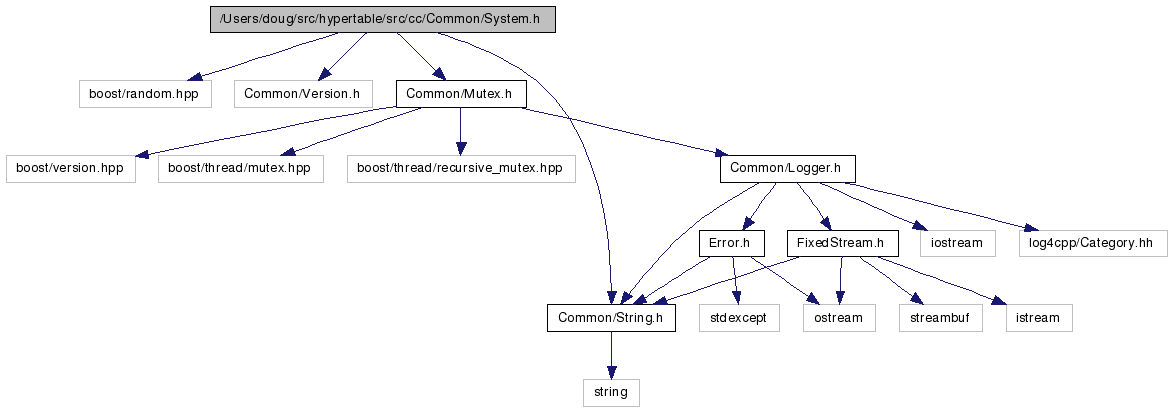 /Users/doug/src/hypertable/src/cc/Common/System.h
boost/random.hpp
Common/Version.h
Common/Mutex.h
boost/version.hpp
boost/thread/mutex.hpp
boost/thread/recursive_mutex.hpp
Common/Logger.h
Error.h
FixedStream.h
iostream
log4cpp/Category.hh
Common/String.h
stdexcept
ostream
streambuf
istream
string